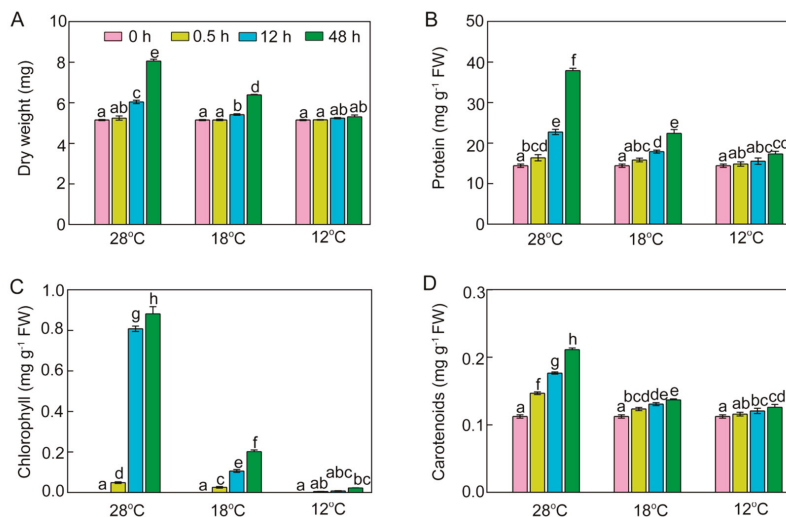 A
0 h 0.5 h 12 h 48 h
Dry weight (mg)
10
8
6
4
2
0
a ab c e a a b d a a ab ab
28°C 18°C 12°C
B
Protein (mg g⁻¹ FW)
50
40
30
20
10
0
a bcd e f a abc d e a ab abc cd
28°C 18°C 12°C
C
Chlorophyll (mg g⁻¹ FW)
1.0
0.8
0.6
0.4
0.2
0.0
a d g h a c e f a ab abc bc
28°C 18°C 12°C
D
Carotenoids (mg g⁻¹ FW)
0.3
0.2
0.1
0.0
a f g h a bcd de e a ab bc cd
28°C 18°C 12°C